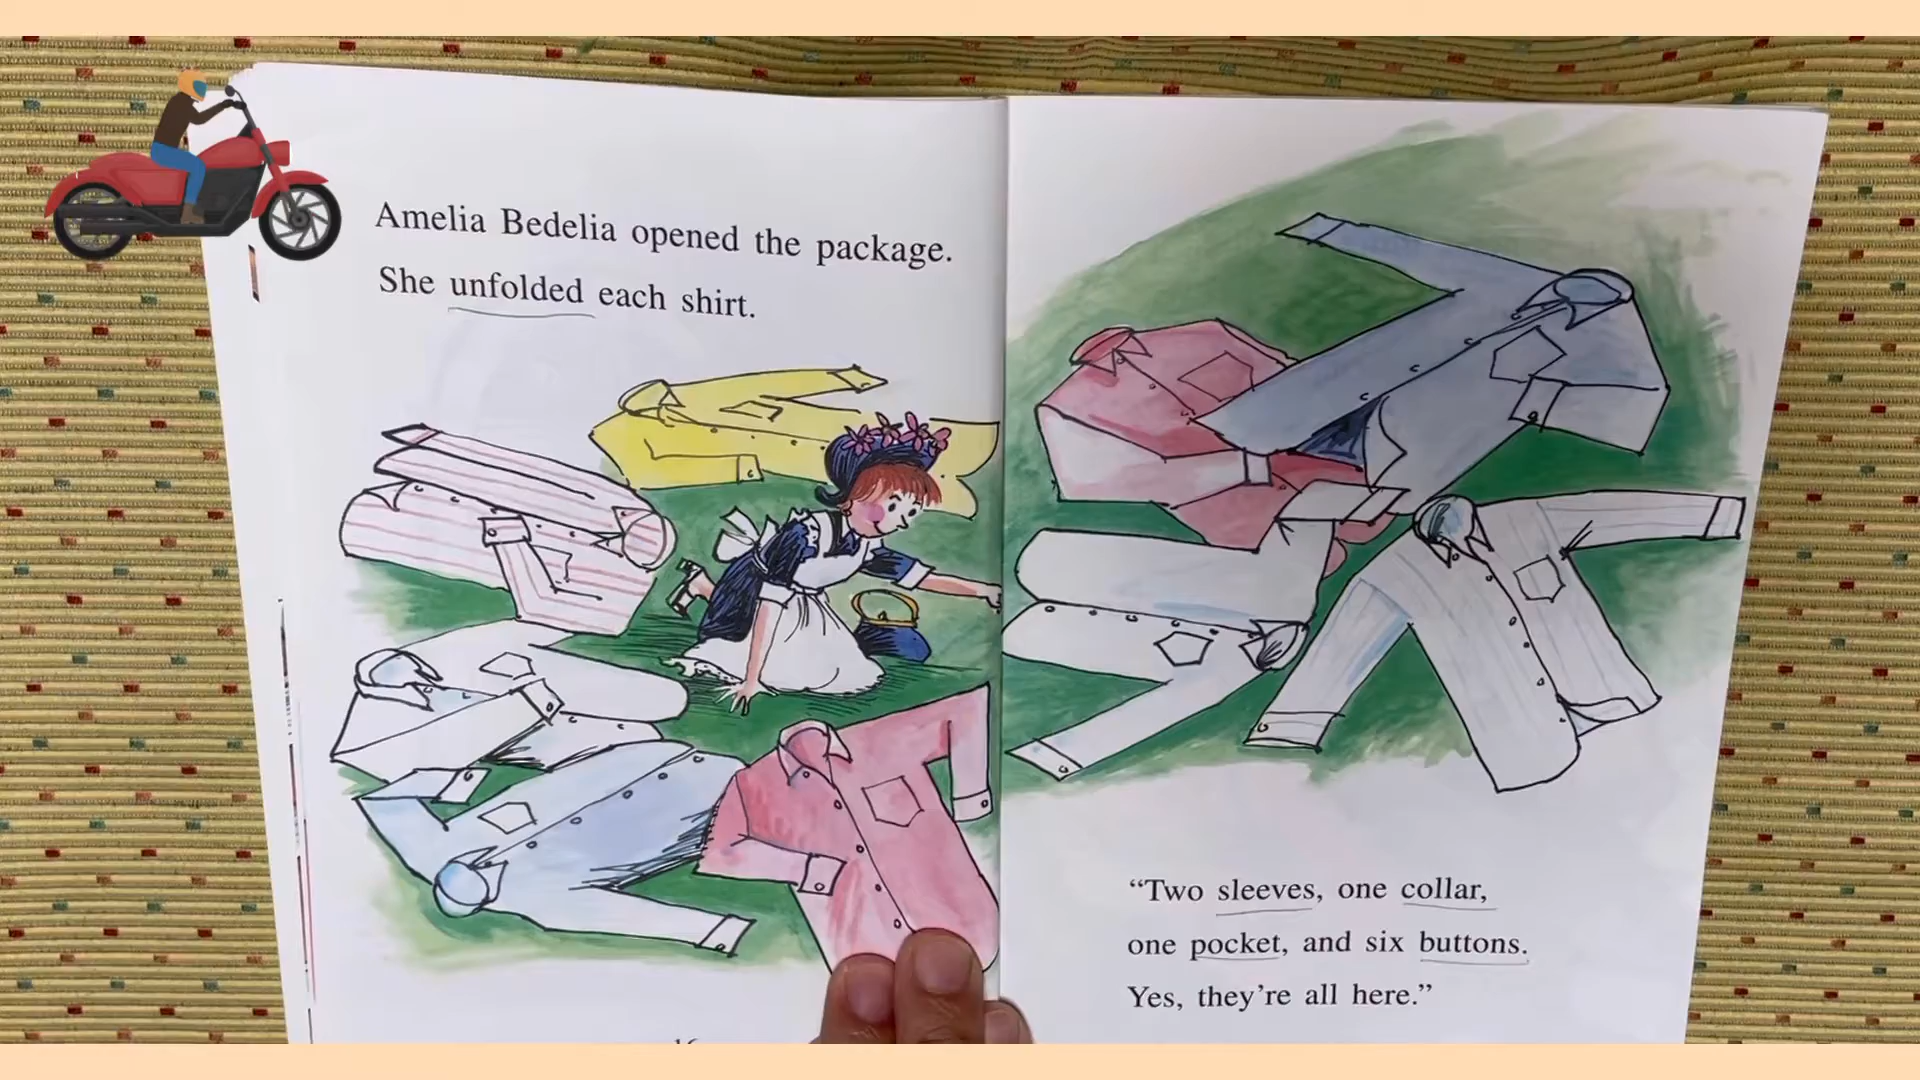 Amelia Bedelia opened the package.
She unfolded each shirt.
“Two sleeves, one collar,
one pocket, and six buttons.
Yes, they’re all here.”